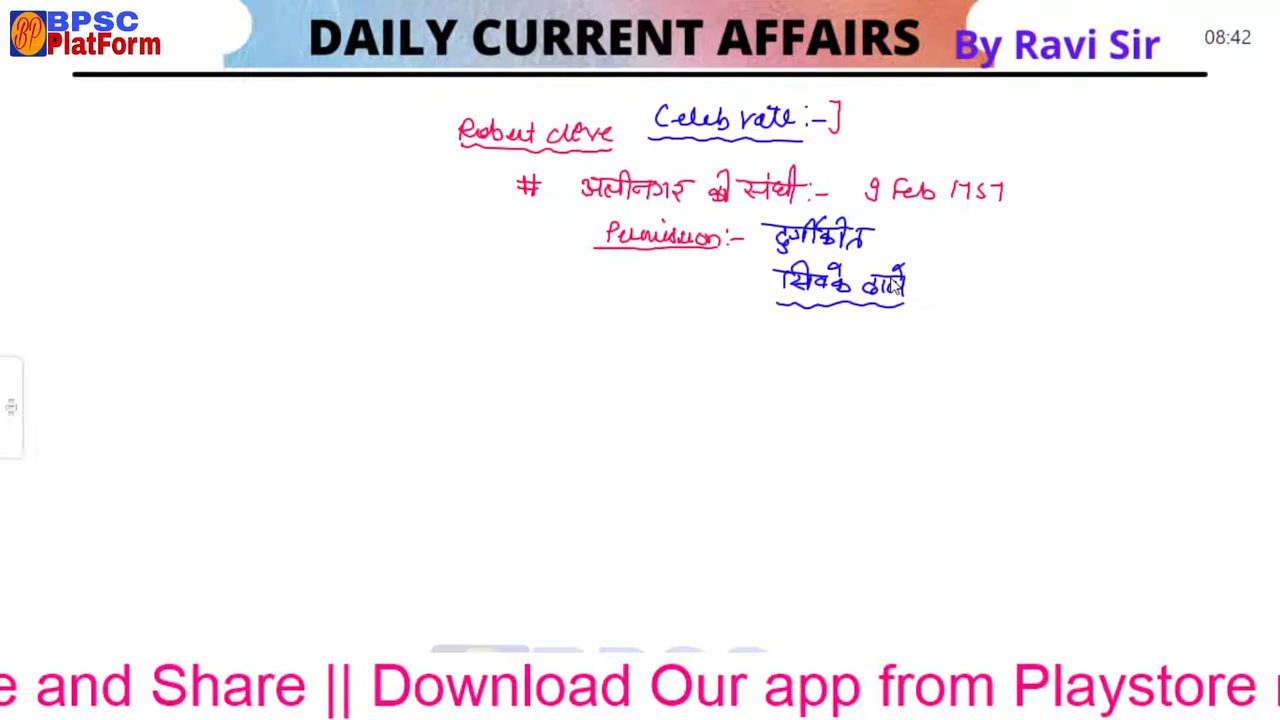 BPSC
PlatForm
DAILY CURRENT AFFAIRS By Ravi Sir
08:42
Celebrate :-]
Robert clive
# अलीनगर की संधी :- 9 Feb 1757
Permission :-
सिक्के ढाले
e and Share || Download Our app from Playstore